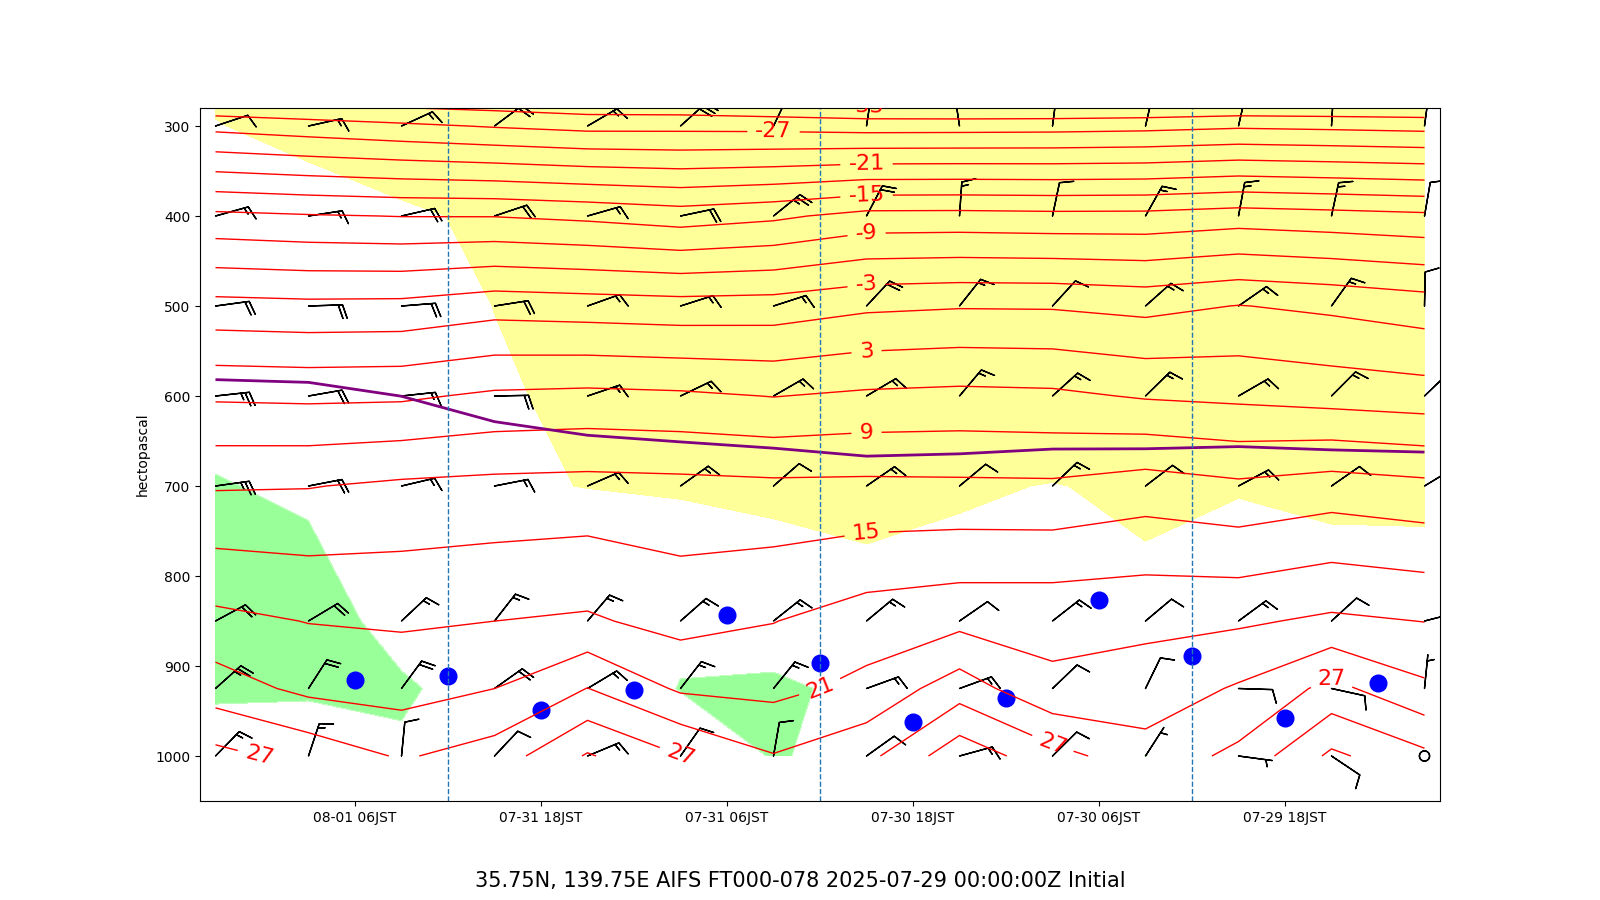 300
400
500
600
700
800
900
1000
hectopascal
-27
-21
-15
-9
-3
3
9
15
21
27
27
27
27
08-01 06JST
07-31 18JST
07-31 06JST
07-30 18JST
07-30 06JST
07-29 18JST
35.75N, 139.75E AIFS FT000-078 2025-07-29 00:00:00Z Initial